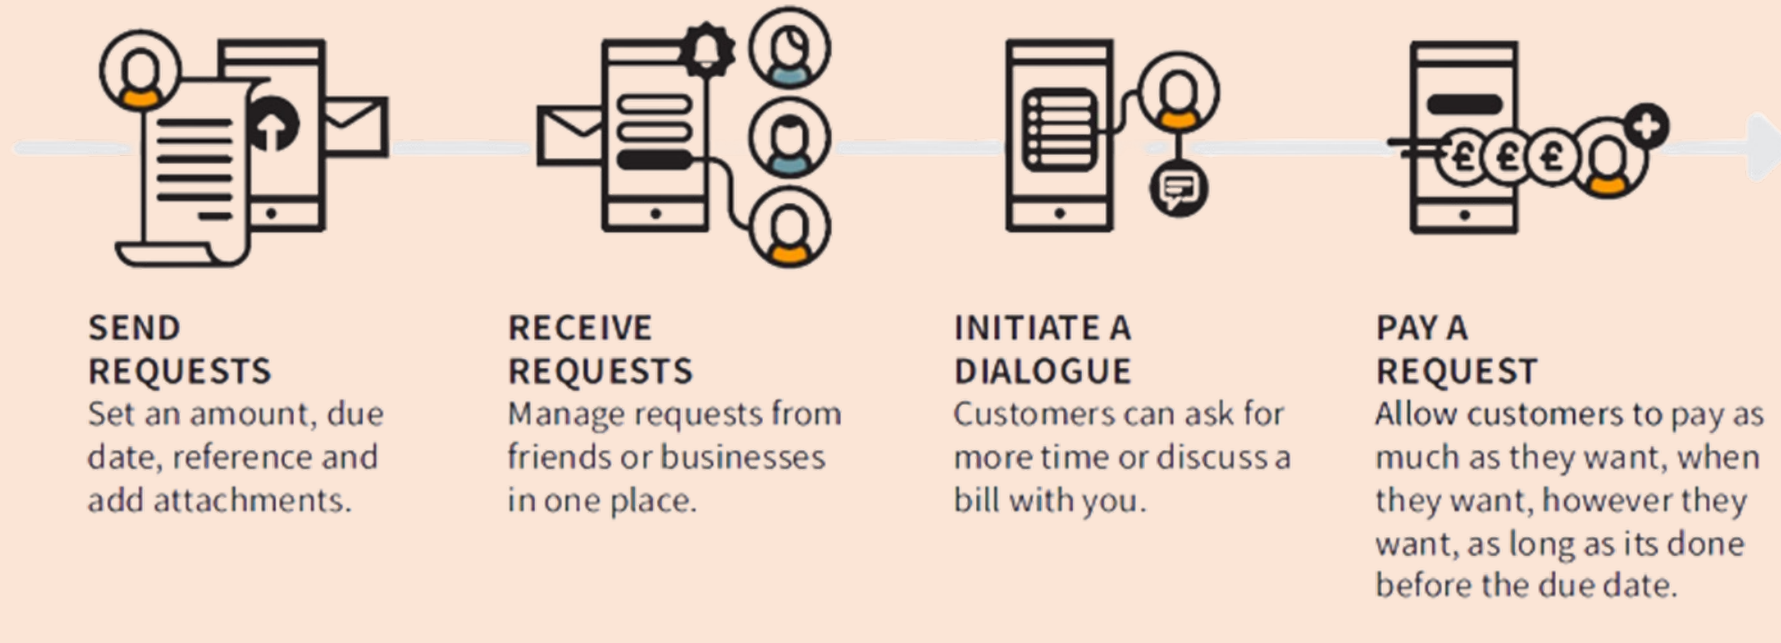 SEND
REQUESTS
Set an amount, due
date, reference and
add attachments.
RECEIVE
REQUESTS
Manage requests from
friends or businesses
in one place.
INITIATE A
DIALOGUE
Customers can ask for
more time or discuss a
bill with you.
£ £ £
PAY A
REQUEST
Allow customers to pay as
much as they want, when
they want, however they
want, as long as its done
before the due date.